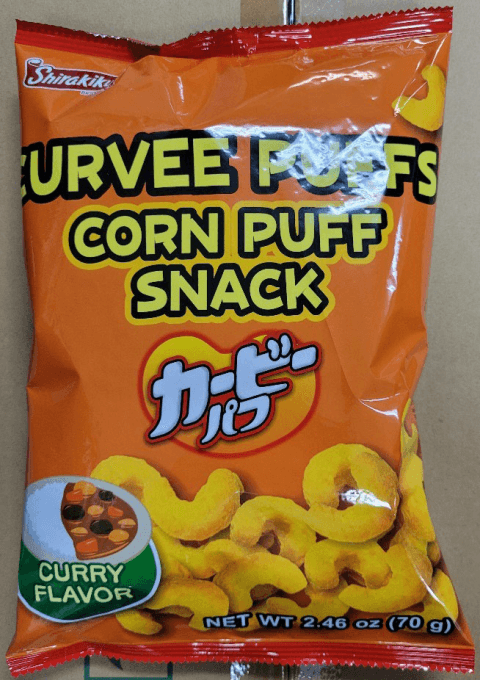 Shirakiku
CURVEE PUFFS
CORN PUFF
SNACK
カービー
パフ
CURRY
FLAVOR
NET WT 2.46 oz (70 g)